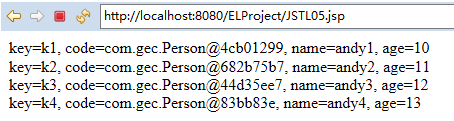 http://localhost:8080/ELProject/JSTL05.jsp
key=k1, code=com.gec.Person@4cb01299, name=andy1, age=10
key=k2, code=com.gec.Person@682b75b7, name=andy2, age=11
key=k3, code=com.gec.Person@44d35ee7, name=andy3, age=12
key=k4, code=com.gec.Person@83bb83e, name=andy4, age=13